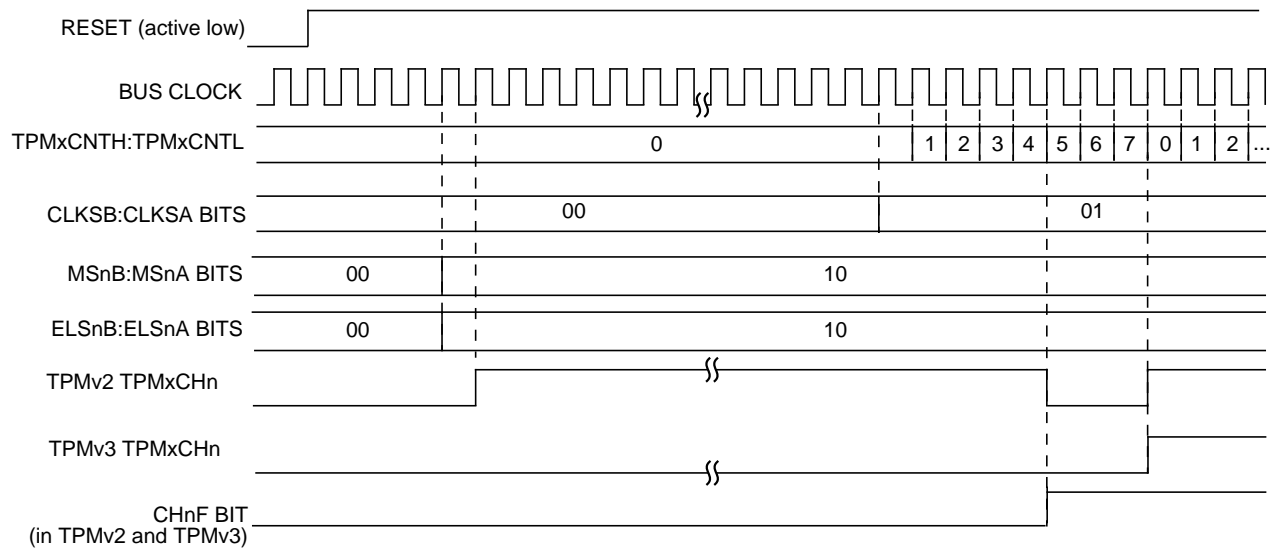 RESET (active low)
BUS CLOCK
TPMxCNTH:TPMxCNTL 0 1 2 3 4 5 6 7 0 1 2 ...
CLKSB:CLKSA BITS 00 01
MSnB:MSnA BITS 00 10
ELSnB:ELSnA BITS 00 10
TPMv2 TPMxCHn
TPMv3 TPMxCHn
CHnF BIT
(in TPMv2 and TPMv3)